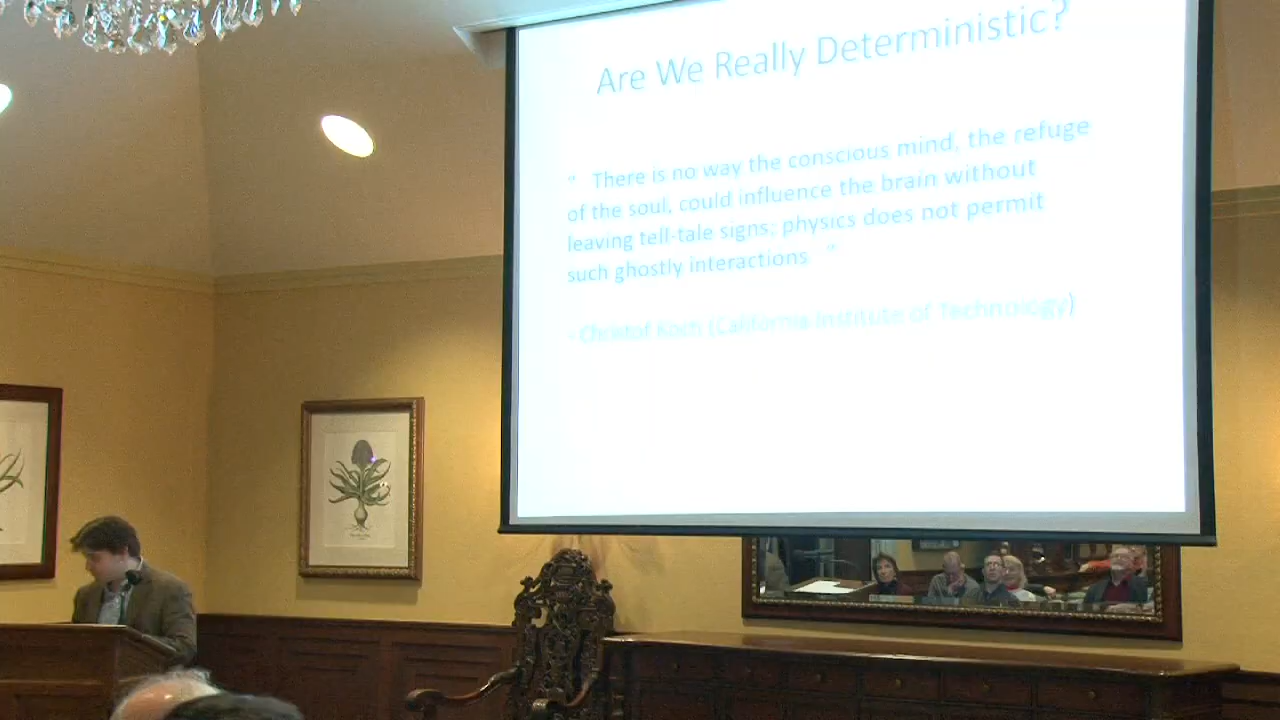 Are We Really Deterministic?
“ There is no way the conscious mind, the refuge
of the soul, could influence the brain without
leaving tell-tale signs; physics does not permit
such ghostly interactions. ”
- Christof Koch (California Institute of Technology)